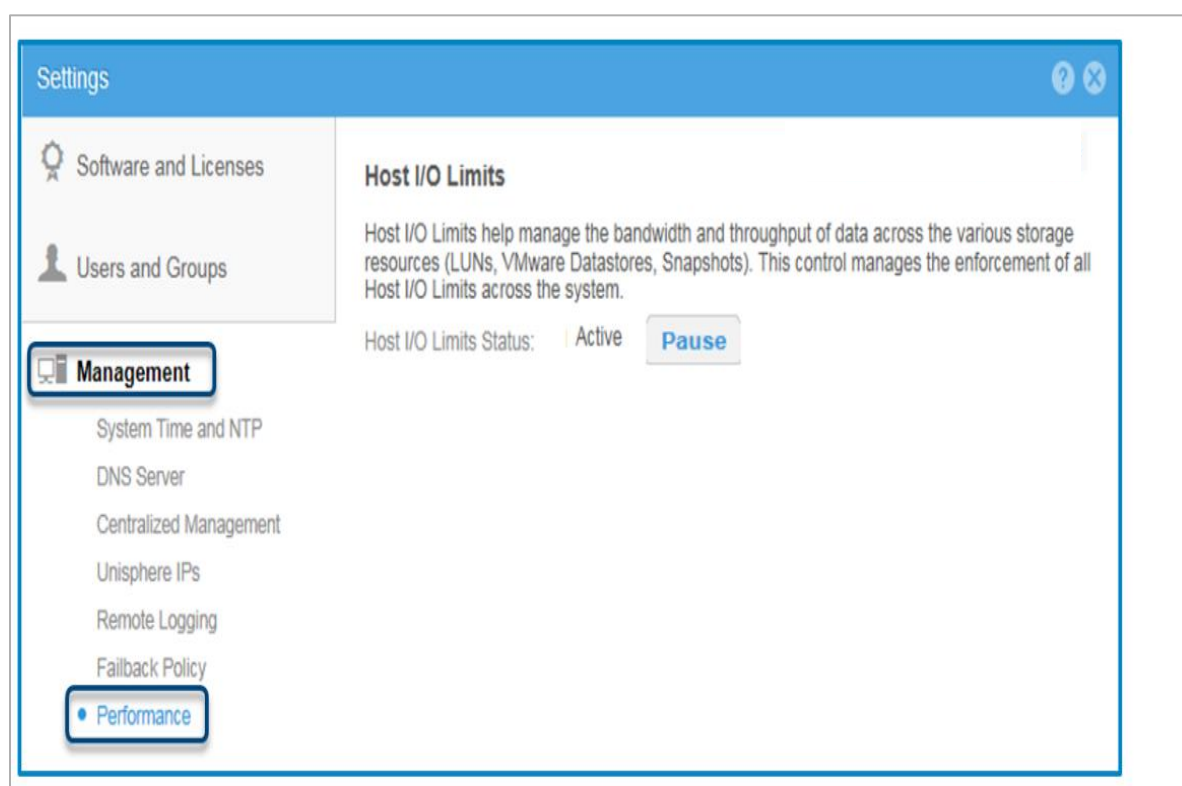 Settings
Software and Licenses
Users and Groups
Management
System Time and NTP
DNS Server
Centralized Management
Unisphere IPs
Remote Logging
Failback Policy
Performance
Host I/O Limits
Host I/O Limits help manage the bandwidth and throughput of data across the various storage
resources (LUNs, VMware Datastores, Snapshots). This control manages the enforcement of all
Host I/O Limits across the system.
Host I/O Limits Status: Active Pause